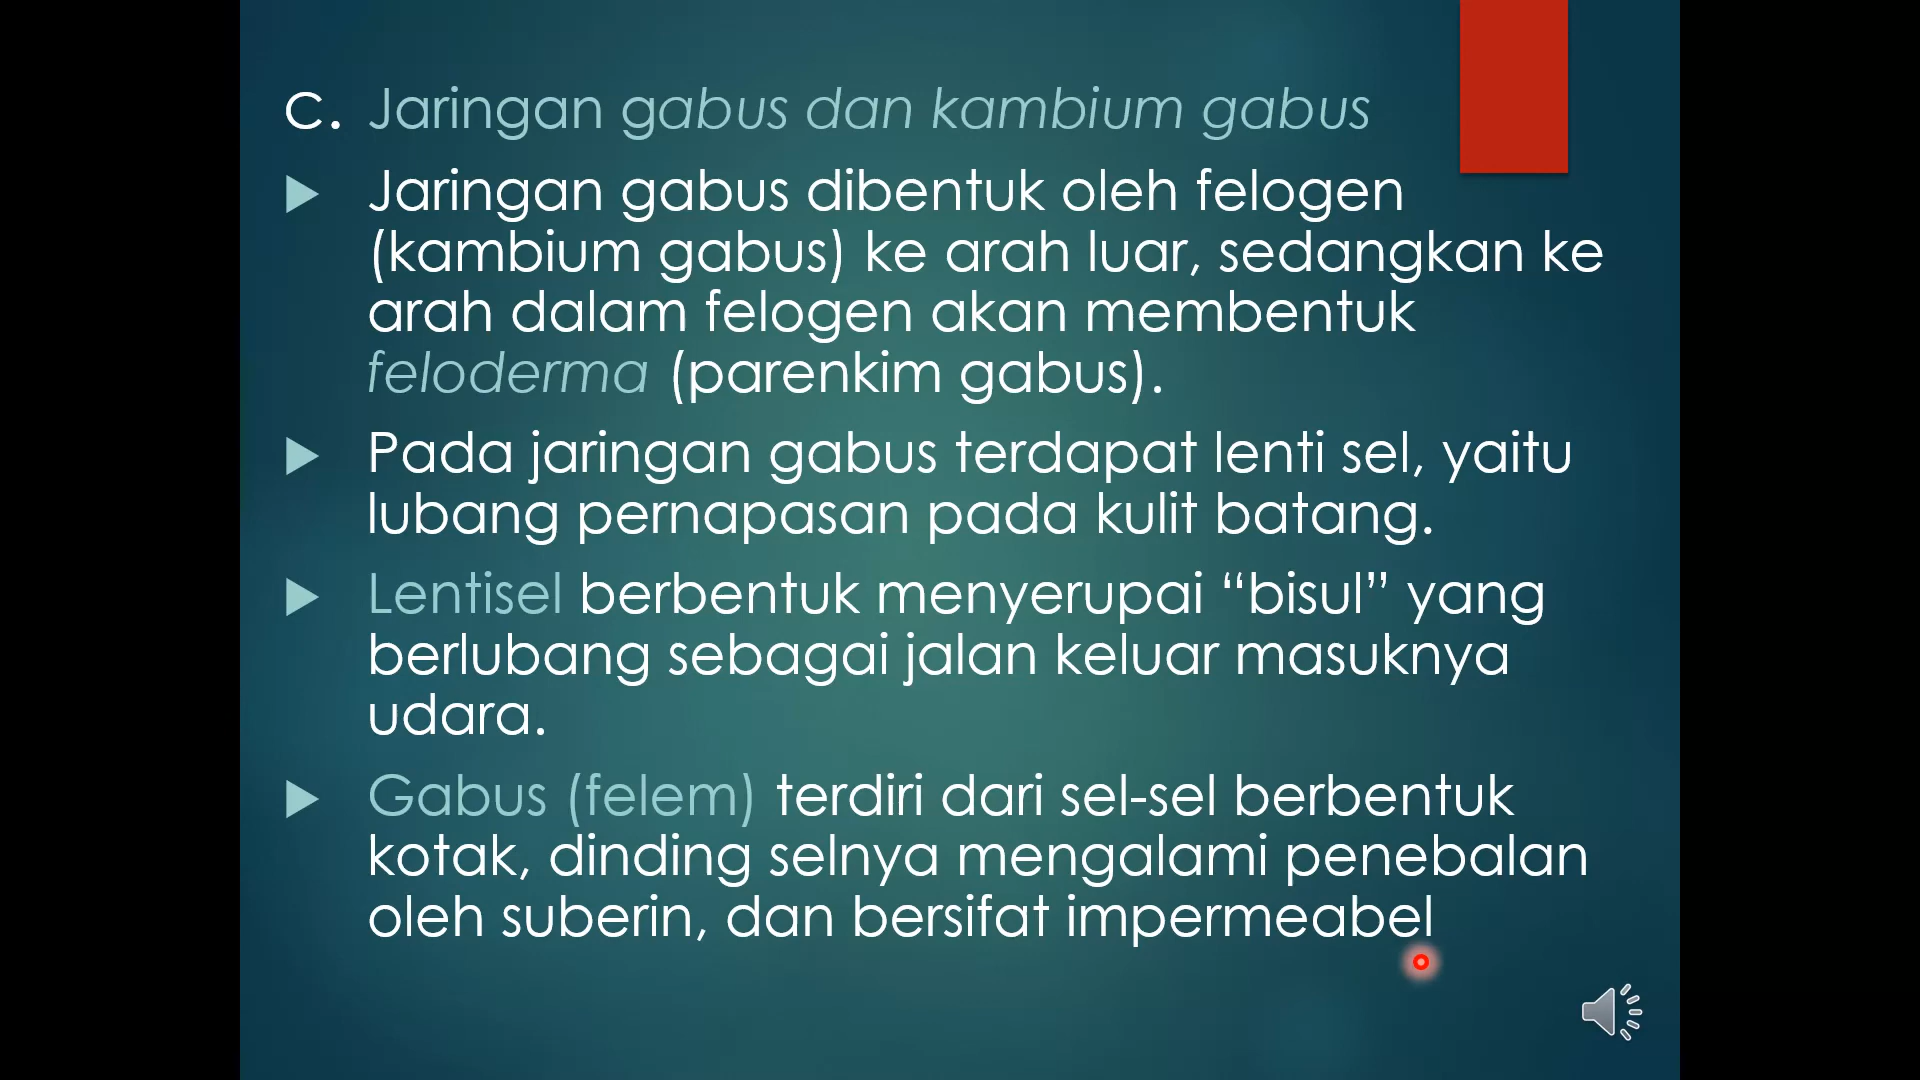 C. Jaringan gabus dan kambium gabus
Jaringan gabus dibentuk oleh felogen
(kambium gabus) ke arah luar, sedangkan ke
arah dalam felogen akan membentuk
feloderma (parenkim gabus).
Pada jaringan gabus terdapat lenti sel, yaitu
lubang pernapasan pada kulit batang.
Lentisel berbentuk menyerupai “bisul” yang
berlubang sebagai jalan keluar masuknya
udara.
Gabus (felem) terdiri dari sel-sel berbentuk
kotak, dinding selnya mengalami penebalan
oleh suberin, dan bersifat impermeabel